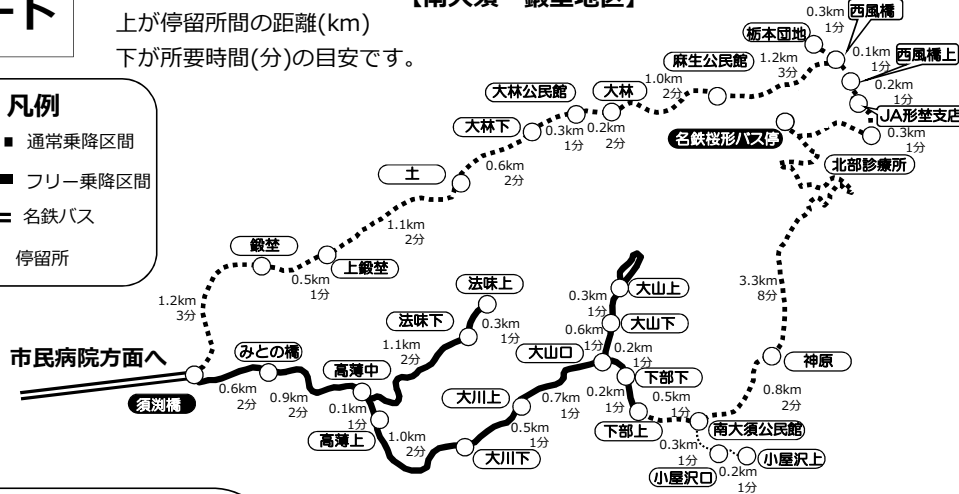 ート
上が停留所間の距離(km)
下が所要時間(分)の目安です。
凡例
通常乗降区間
フリー乗降区間
名鉄バス
停留所
0.3km
1分
西風橋
栃本団地
0.1km
1分
西風橋上
麻生公民館
1.2km
3分
0.2km
1分
1.0km
2分
大林公民館
大林
JA形埜支店
大林下
0.3km
1分
0.2km
2分
名鉄桜形バス停
0.3km
1分
北部診療所
0.6km
2分
土
1.1km
2分
鍛埜
上鍛埜
0.5km
1分
1.2km
3分
法味上
0.3km
1分
大山上
3.3km
8分
法味下
0.3km
1分
大山下
1.1km
2分
0.6km
1分
市民病院方面へ
みとの橋
高薄中
大山口
0.2km
1分
神原
須渕橋
0.6km
2分
0.9km
2分
大川上
0.7km
1分
下部下
0.8km
2分
0.1km
1分
0.2km
1分
0.5km
1分
高薄上
1.0km
2分
0.5km
1分
下部上
南大須公民館
大川下
0.3km
1分
小屋沢口
0.2km
1分
小屋沢上